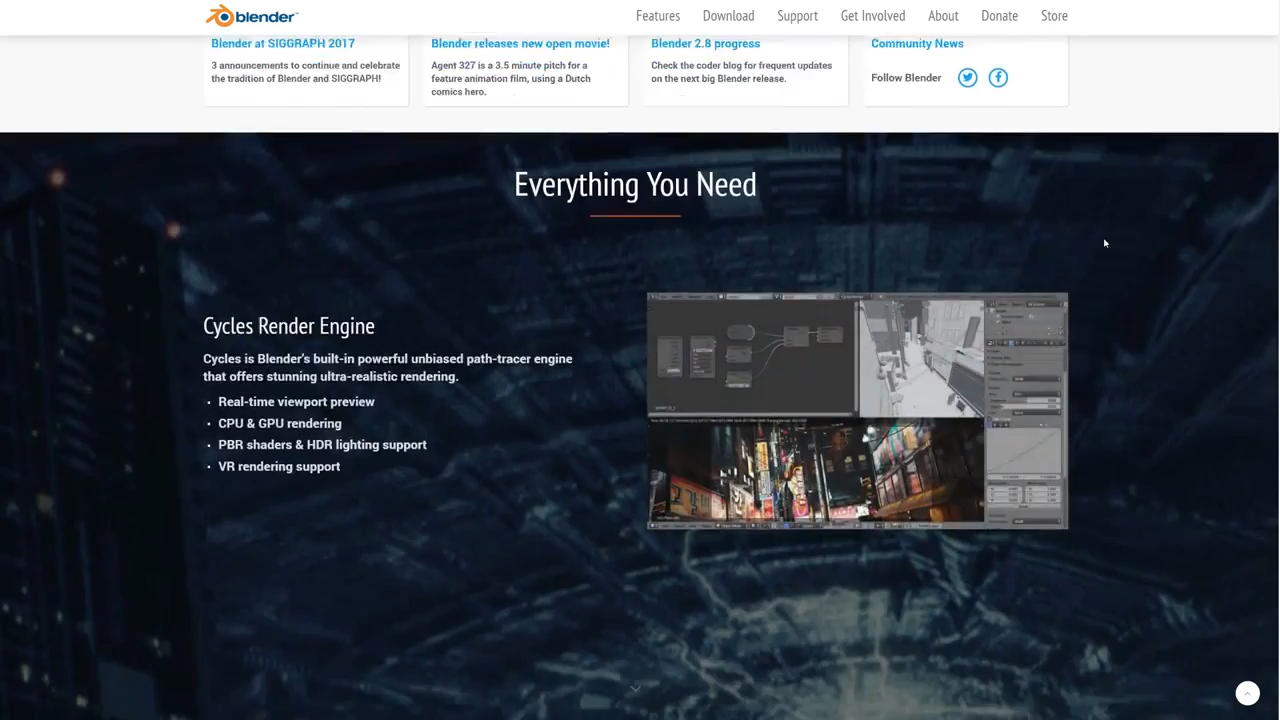 blender
Features Download Support Get Involved About Donate Store
Blender at SIGGRAPH 2017
3 announcements to continue and celebrate
the tradition of Blender and SIGGRAPH!
Blender releases new open movie!
Agent 327 is a 3.5 minute pitch for a
feature animation film, using a Dutch
comics hero.
Blender 2.8 progress
Check the coder blog for frequent updates
on the next big Blender release.
Community News
Follow Blender
Everything You Need
Cycles Render Engine
Cycles is Blender's built-in powerful unbiased path-tracer engine
that offers stunning ultra-realistic rendering.
• Real-time viewport preview
• CPU & GPU rendering
• PBR shaders & HDR lighting support
• VR rendering support